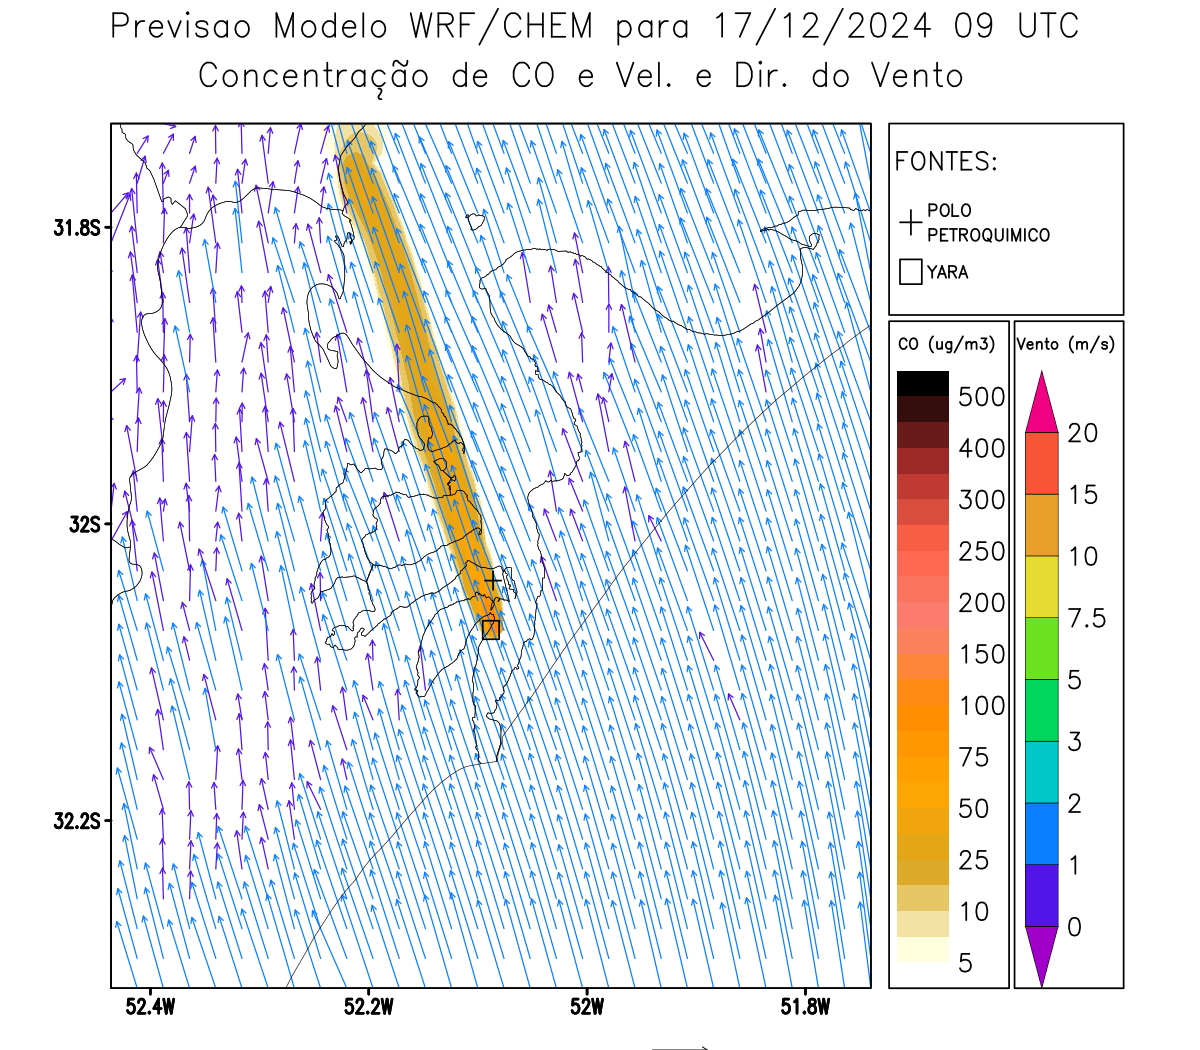 Previsao Modelo WRF/CHEM para 17/12/2024 09 UTC
Concentração de CO e Vel. e Dir. do Vento
FONTES:
POLO
PETROQUIMICO
YARA
31.8S
32S
32.2S
52.4W
52.2W
52W
51.8W
CO (ug/m3)
500
400
300
250
200
150
100
75
50
25
10
5
Vento (m/s)
20
15
10
7.5
5
3
2
1
0